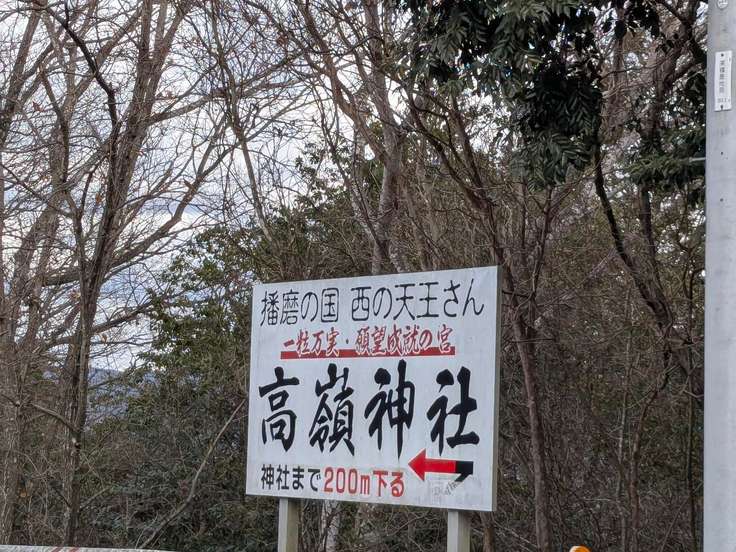 播磨の国 西の天王さん
一粒万実・願望成就の宮
高嶺神社
神社まで200m下る